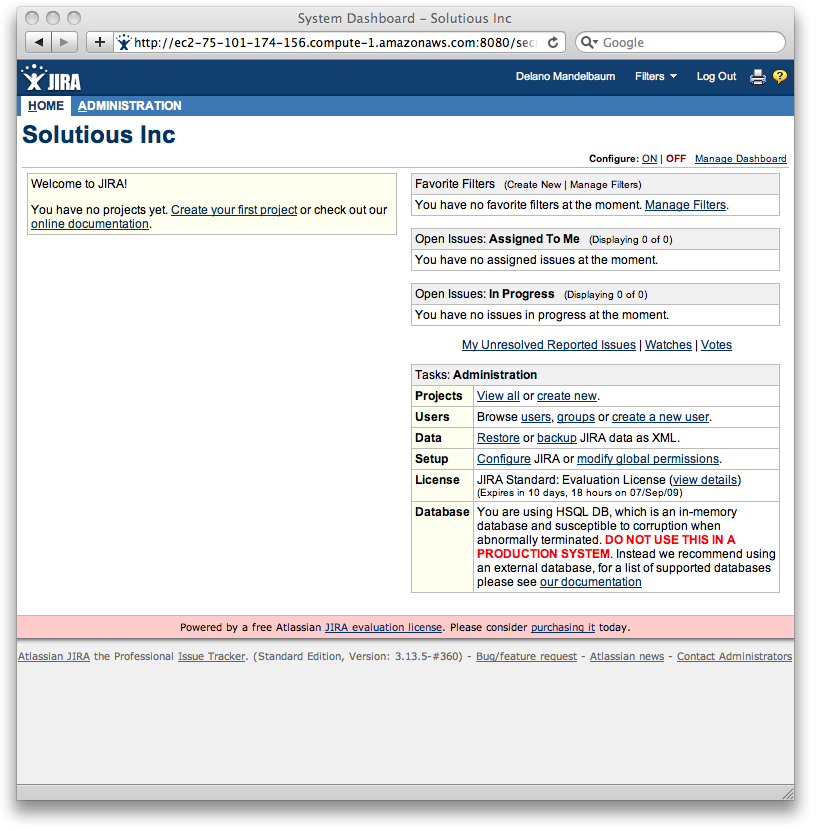 System Dashboard – Solutious Inc
http://ec2-75-101-174-156.compute-1.amazonaws.com:8080/sec
Google
JIRA
Delano Mandelbaum Filters Log Out ?
HOME ADMINISTRATION
Solutious Inc
Configure: ON | OFF Manage Dashboard
Welcome to JIRA!
You have no projects yet. Create your first project or check out our
online documentation.
Favorite Filters (Create New | Manage Filters)
You have no favorite filters at the moment. Manage Filters.
Open Issues: Assigned To Me (Displaying 0 of 0)
You have no assigned issues at the moment.
Open Issues: In Progress (Displaying 0 of 0)
You have no issues in progress at the moment.
My Unresolved Reported Issues | Watches | Votes
Tasks: Administration
Projects View all or create new.
Users Browse users, groups or create a new user.
Data Restore or backup JIRA data as XML.
Setup Configure JIRA or modify global permissions.
License JIRA Standard: Evaluation License (view details)
(Expires in 10 days, 18 hours on 07/Sep/09)
Database You are using HSQL DB, which is an in-memory
database and susceptible to corruption when
abnormally terminated. DO NOT USE THIS IN A
PRODUCTION SYSTEM. Instead we recommend using
an external database, for a list of supported databases
please see our documentation
Powered by a free Atlassian JIRA evaluation license. Please consider purchasing it today.
Atlassian JIRA the Professional Issue Tracker. (Standard Edition, Version: 3.13.5-#360) - Bug/feature request - Atlassian news - Contact Administrators